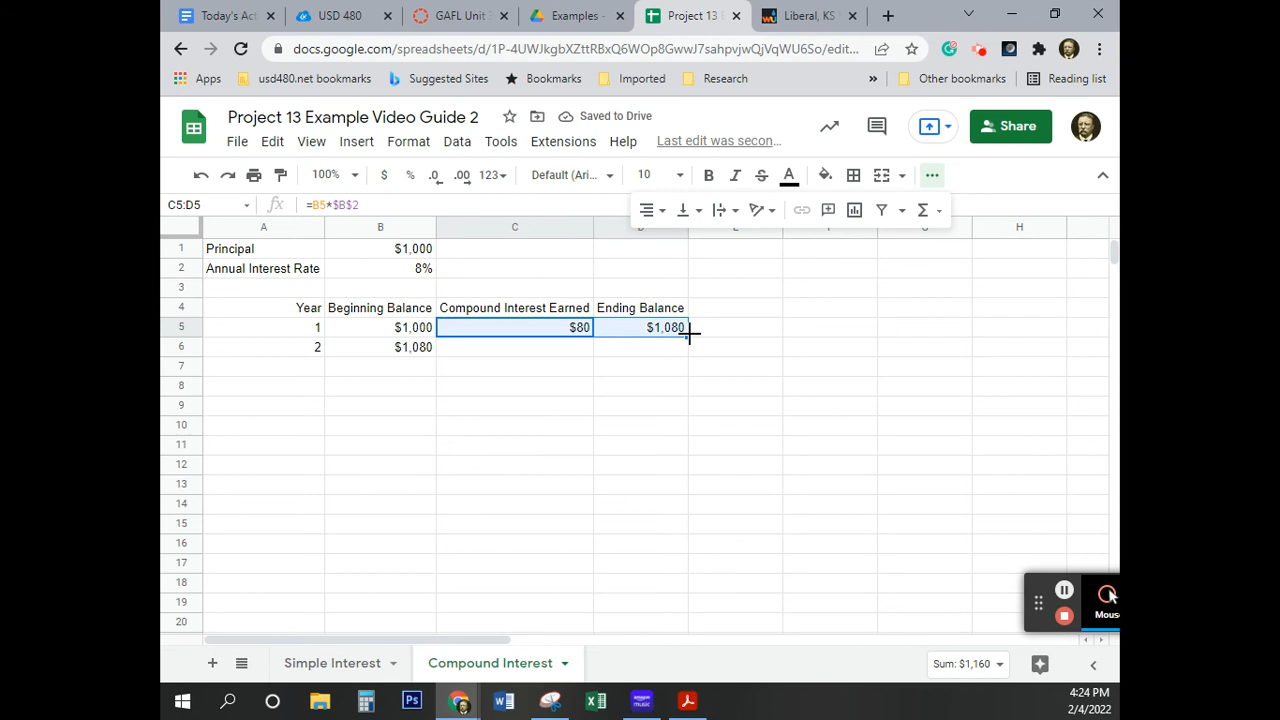 Today's Act
USD 480
GAFL Unit
Examples -
Project 13 E
Liberal, KS
docs.google.com/spreadsheets/d/1P-4UWJkgbXZttRBxQ6WOp8GwwJ7sahpvjwQjVqWU6So/edit...
Apps
usd480.net bookmarks
Suggested Sites
Bookmarks
Imported
Research
»
Other bookmarks
Reading list
Project 13 Example Video Guide 2
Saved to Drive
Share
File Edit View Insert Format Data Tools Extensions Help Last edit was secon...
100% $ % .0 .00 123 Default (Ari... 10 B I S A
C5:D5 fx =B5*$B$2
A B C D E F G H
1 Principal $1,000
2 Annual Interest Rate 8%
3
4 Year Beginning Balance Compound Interest Earned Ending Balance
5 1 $1,000 $80 $1,080
6 2 $1,080
7
8
9
10
11
12
13
14
15
16
17
18
19
20
Mous
Simple Interest
Compound Interest
Sum: $1,160
Ps
4:24 PM
2/4/2022